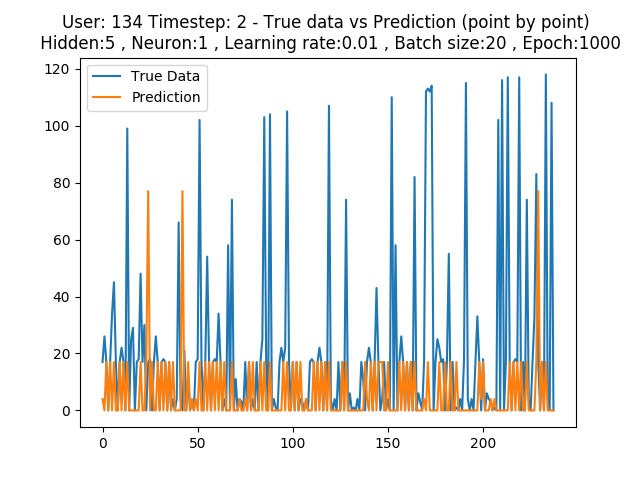 User: 134 Timestep: 2 - True data vs Prediction (point by point)
Hidden:5 , Neuron:1 , Learning rate:0.01 , Batch size:20 , Epoch:1000
True Data
Prediction
120
100
80
60
40
20
0
0 50 100 150 200